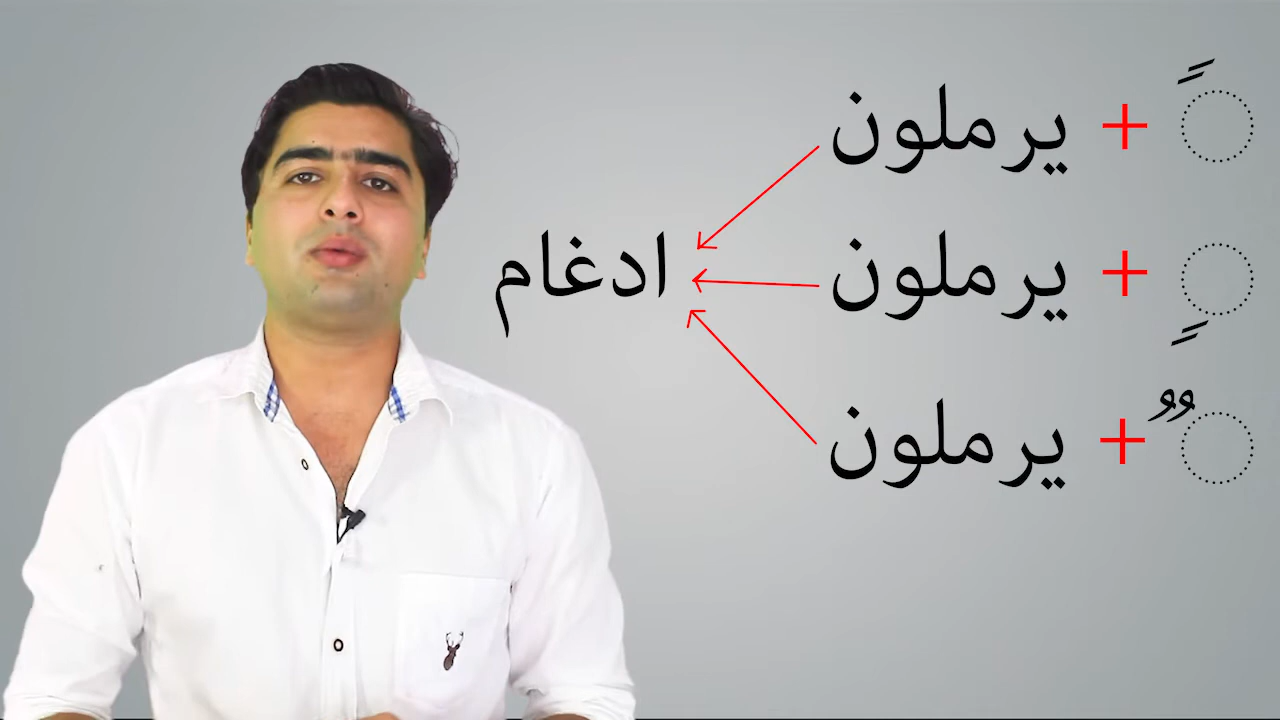 ً + يرملون
ادغام
ٍ + يرملون
ٌ + يرملون